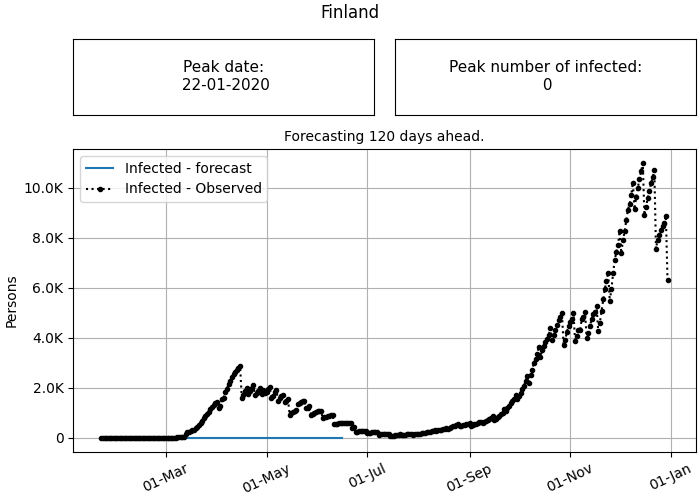 Finland
Peak date:
22-01-2020
Peak number of infected:
0
Forecasting 120 days ahead.
Infected - forecast
Infected - Observed
10.0K
8.0K
6.0K
4.0K
2.0K
0
Persons
01-Mar
01-May
01-Jul
01-Sep
01-Nov
01-Jan